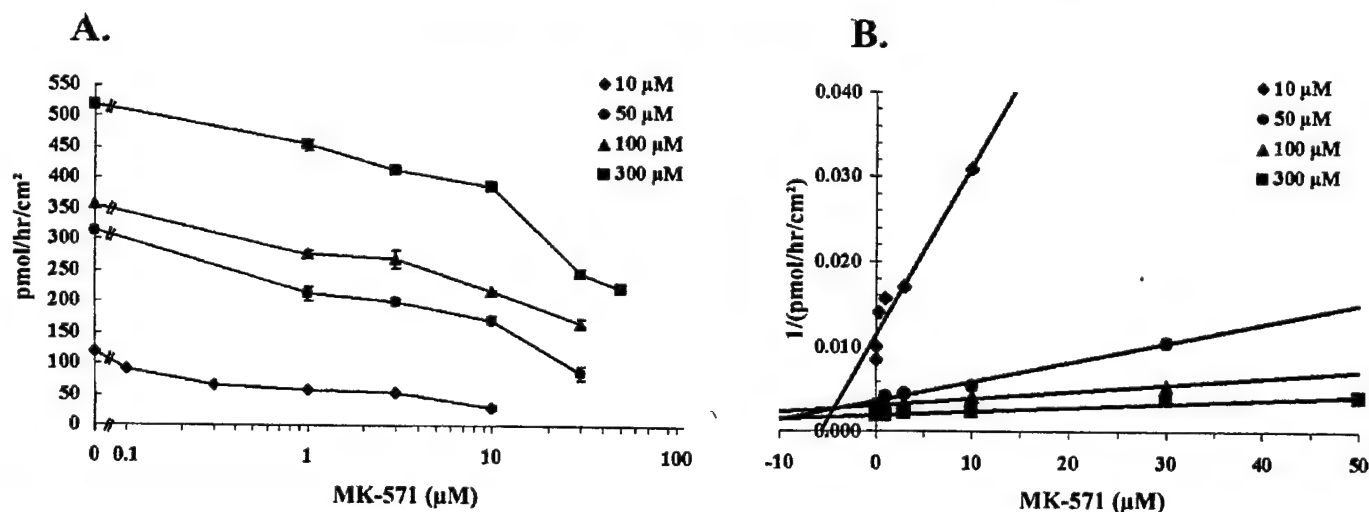 A.
pmol/hr/cm²
550
500
450
400
350
300
250
200
150
100
50
0
0 0.1 1 10 100
MK-571 (µM)
10 µM
50 µM
100 µM
300 µM
B.
1/(pmol/hr/cm²)
0.040
0.030
0.020
0.010
0.000
-10 0 10 20 30 40 50
MK-571 (µM)
10 µM
50 µM
100 µM
300 µM